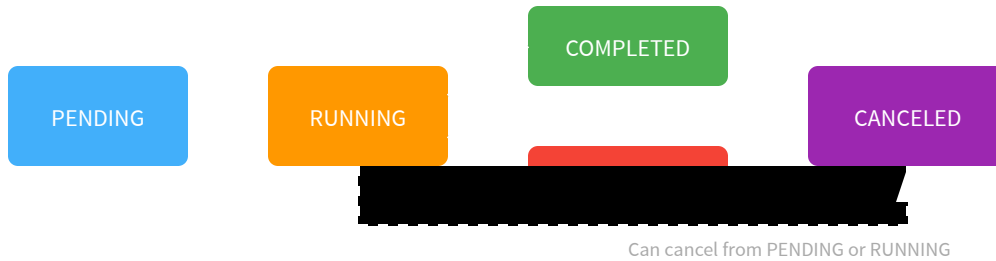 COMPLETED
PENDING
RUNNING
CANCELED
Can cancel from PENDING or RUNNING